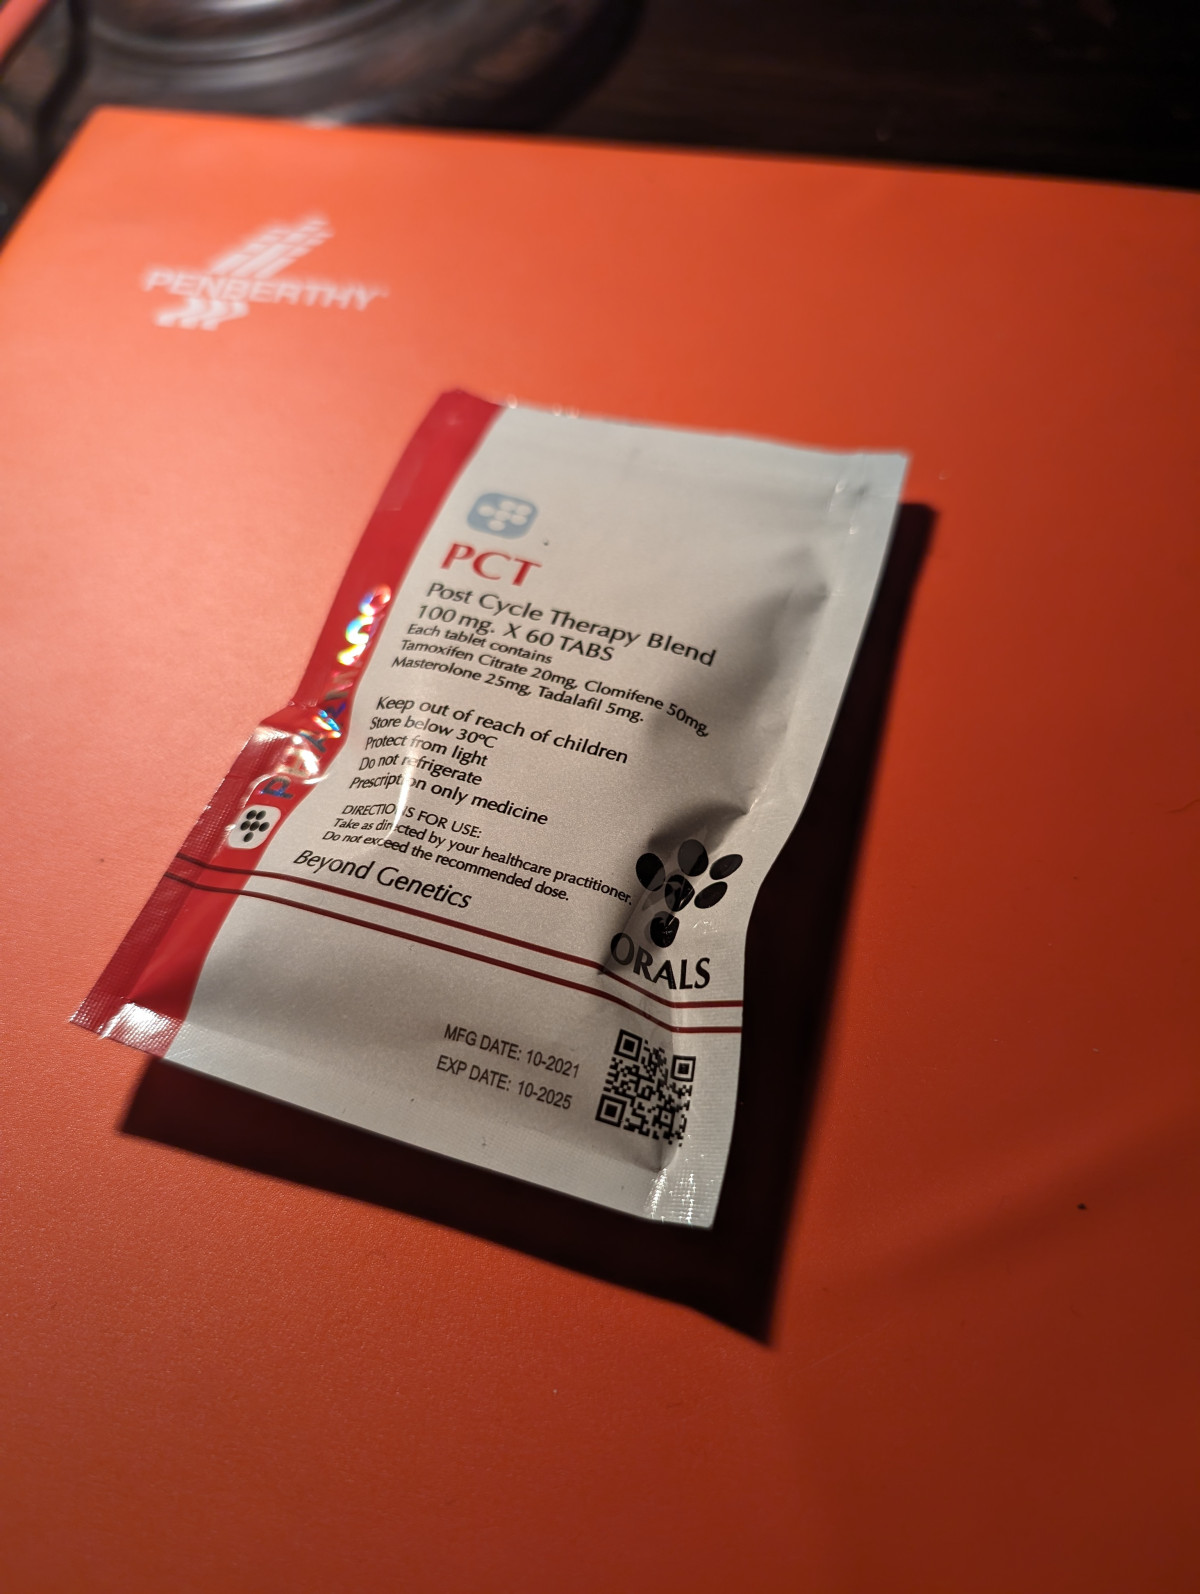 PENBERTHY
PCT
Post Cycle Therapy Blend
100 mg. X 60 TABS
Each tablet contains
Tamoxifen Citrate 20mg, Clomifene 50mg,
Masterolone 25mg, Tadalafil 5mg.
Keep out of reach of children
Store below 30ºC
Protect from light
Do not refrigerate
Prescription only medicine
DIRECTIONS FOR USE:
Take as directed by your healthcare practitioner.
Do not exceed the recommended dose.
Beyond Genetics
ORALS
MFG DATE: 10-2021
EXP DATE: 10-2025